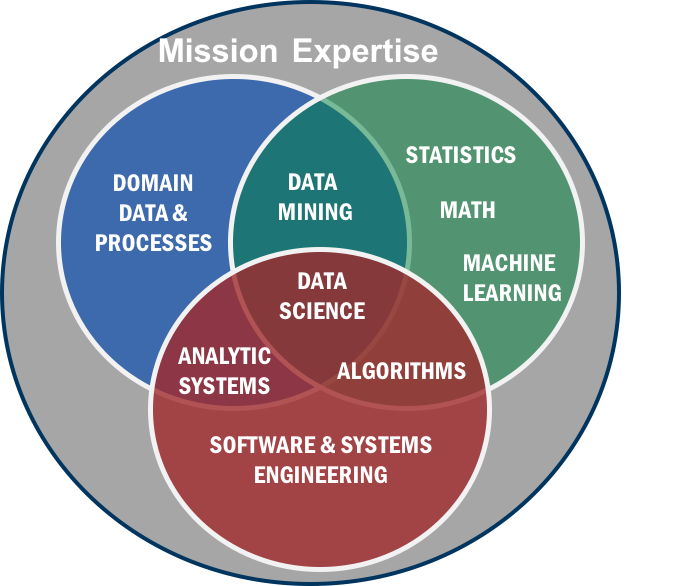 Mission Expertise
DOMAIN
DATA &
PROCESSES
DATA
MINING
STATISTICS
MATH
MACHINE
LEARNING
DATA
SCIENCE
ANALYTIC
SYSTEMS
ALGORITHMS
SOFTWARE & SYSTEMS
ENGINEERING